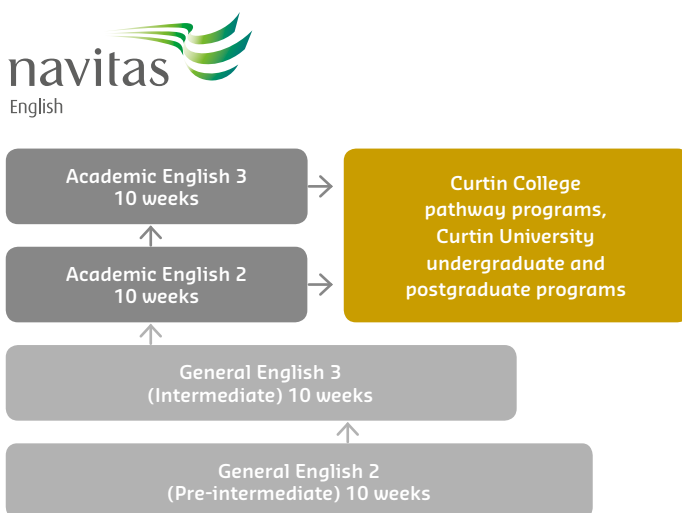 navitas
English
Academic English 3
10 weeks
Curtin College
pathway programs,
Curtin University
undergraduate and
postgraduate programs
Academic English 2
10 weeks
General English 3
(Intermediate) 10 weeks
General English 2
(Pre-intermediate) 10 weeks